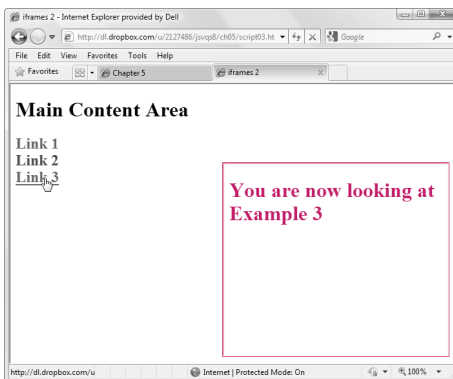 iframes 2 - Internet Explorer provided by Dell
http://dl.dropbox.com/u/2127486/jsvqs8/ch05/script03.ht
Google
File Edit View Favorites Tools Help
Favorites
Chapter 5
iframes 2
Main Content Area
Link 1
Link 2
Link 3
You are now looking at
Example 3
http://dl.dropbox.com/u
Internet | Protected Mode: On
100%